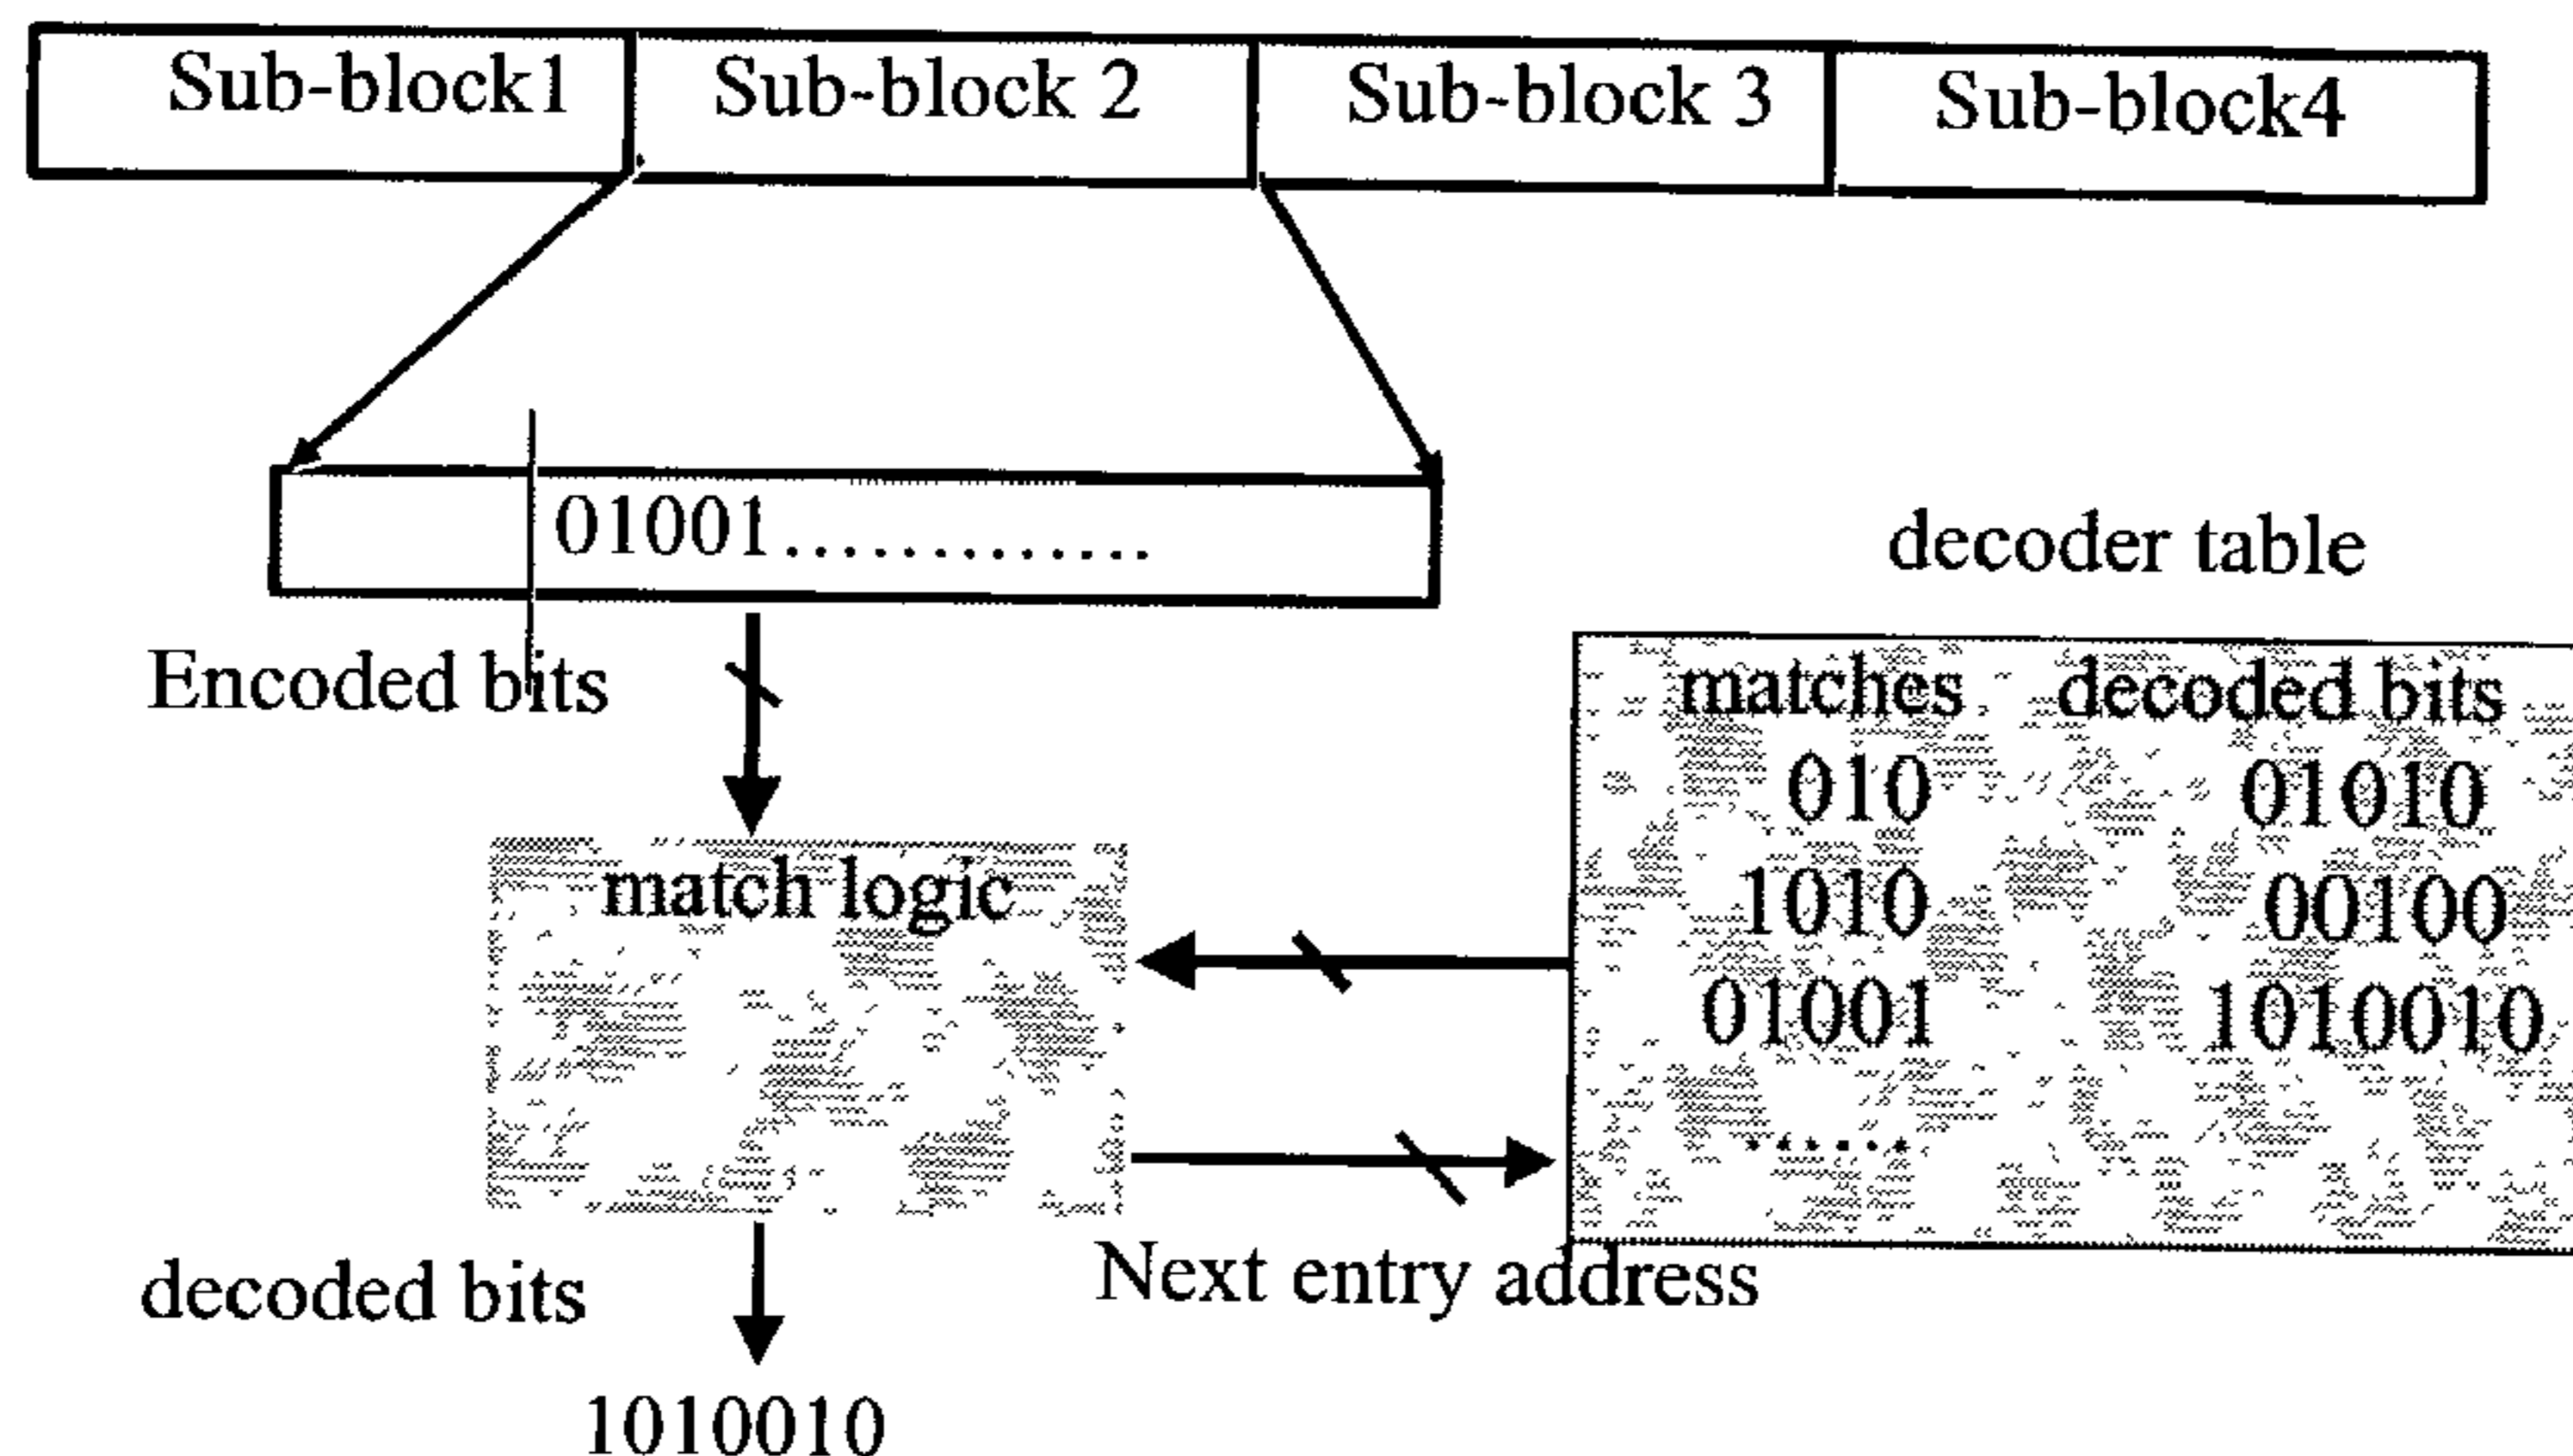 Sub-block1 Sub-block 2 Sub-block 3 Sub-block4
01001.............
decoder table
Encoded bits
matches decoded bits
010 01010
1010 00100
01001 1010010
......
match logic
Next entry address
decoded bits
1010010